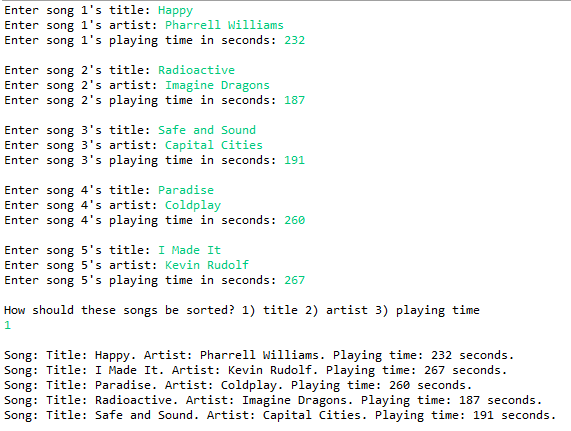 Enter song 1's title: Happy
Enter song 1's artist: Pharrell Williams
Enter song 1's playing time in seconds: 232
Enter song 2's title: Radioactive
Enter song 2's artist: Imagine Dragons
Enter song 2's playing time in seconds: 187
Enter song 3's title: Safe and Sound
Enter song 3's artist: Capital Cities
Enter song 3's playing time in seconds: 191
Enter song 4's title: Paradise
Enter song 4's artist: Coldplay
Enter song 4's playing time in seconds: 260
Enter song 5's title: I Made It
Enter song 5's artist: Kevin Rudolf
Enter song 5's playing time in seconds: 267
How should these songs be sorted? 1) title 2) artist 3) playing time
1
Song: Title: Happy. Artist: Pharrell Williams. Playing time: 232 seconds.
Song: Title: I Made It. Artist: Kevin Rudolf. Playing time: 267 seconds.
Song: Title: Paradise. Artist: Coldplay. Playing time: 260 seconds.
Song: Title: Radioactive. Artist: Imagine Dragons. Playing time: 187 seconds.
Song: Title: Safe and Sound. Artist: Capital Cities. Playing time: 191 seconds.